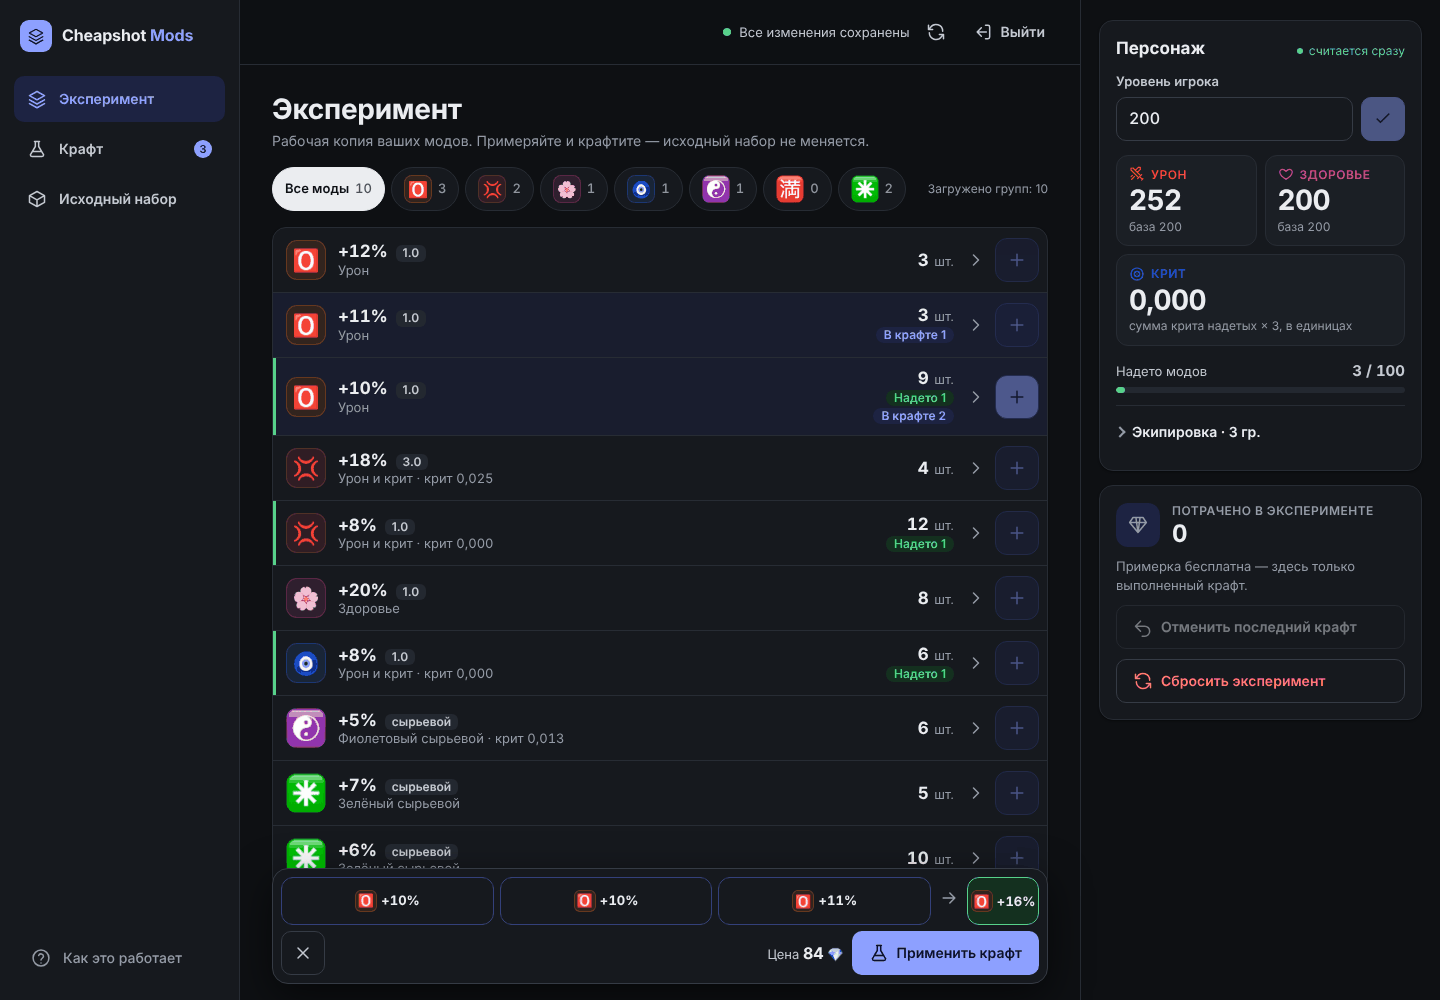 Cheapshot Mods
Эксперимент
Крафт 3
Исходный набор
Как это работает
Все изменения сохранены
Выйти
Эксперимент
Рабочая копия ваших модов. Примеряйте и крафтите — исходный набор не меняется.
Все моды 10
🅾 3
2
1
1
1
満 0
2
Загружено групп: 10
+12% 1.0
Урон
3 шт.
+11% 1.0
Урон
3 шт.
В крафте 1
+10% 1.0
Урон
9 шт.
Надето 1
В крафте 2
+18% 3.0
Урон и крит · крит 0,025
4 шт.
+8% 1.0
Урон и крит · крит 0,000
12 шт.
Надето 1
+20% 1.0
Здоровье
8 шт.
+8% 1.0
Урон и крит · крит 0,000
6 шт.
Надето 1
+5% сырьевой
Фиолетовый сырьевой · крит 0,013
6 шт.
+7% сырьевой
Зелёный сырьевой
5 шт.
+6% сырьевой
Зелёный сырьевой
10 шт.
+10%
+10%
+11%
→
+16%
Цена 84
Применить крафт
Персонаж
считается сразу
Уровень игрока
200
УРОН
252
база 200
ЗДОРОВЬЕ
200
база 200
КРИТ
0,000
сумма крита надетых × 3, в единицах
Надето модов 3 / 100
Экипировка · 3 гр.
ПОТРАЧЕНО В ЭКСПЕРИМЕНТЕ
0
Примерка бесплатна — здесь только
выполненный крафт.
Отменить последний крафт
Сбросить эксперимент